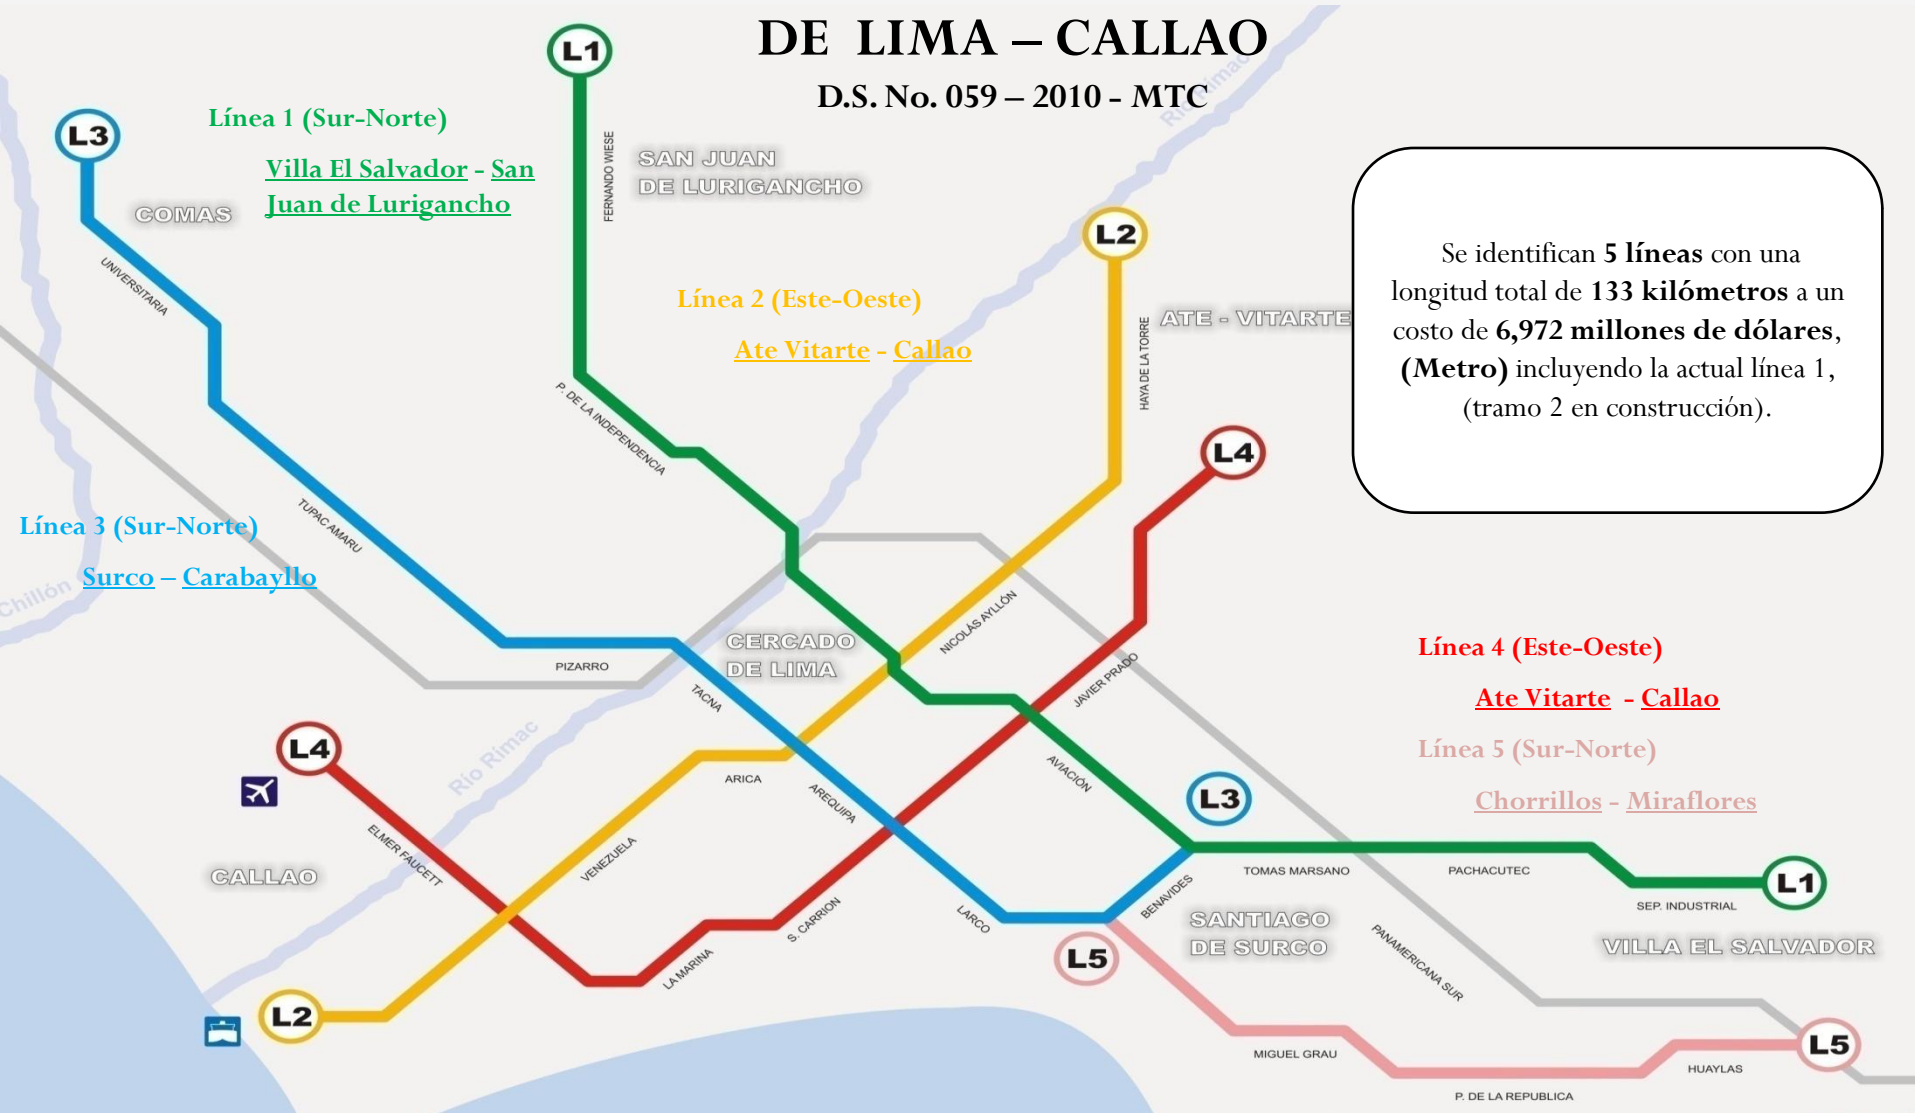 DE LIMA – CALLAO
D.S. No. 059 – 2010 - MTC
L1
L3
Línea 1 (Sur-Norte)
Villa El Salvador - San
Juan de Lurigancho
COMAS
UNIVERSITARIA
FERNANDO WIESE
SAN JUAN
DE LURIGANCHO
Río Rimac
L2
Línea 2 (Este-Oeste)
Ate Vitarte - Callao
HAYA DE LA TORRE
ATE - VITARTE
Se identifican 5 líneas con una
longitud total de 133 kilómetros a un
costo de 6,972 millones de dólares,
(Metro) incluyendo la actual línea 1,
(tramo 2 en construcción).
P. DE LA INDEPENDENCIA
L4
TUPAC AMARU
Línea 3 (Sur-Norte)
Surco – Carabayllo
Chillón
PIZARRO
CERCADO
DE LIMA
NICOLÁS AYLLÓN
TACNA
JAVIER PRADO
Línea 4 (Este-Oeste)
Ate Vitarte - Callao
Línea 5 (Sur-Norte)
Chorrillos - Miraflores
L4
Río Rimac
ARICA
AREQUIPA
AVIACIÓN
L3
ELMER FAUCETT
VENEZUELA
CALLAO
TOMAS MARSANO
PACHACUTEC
L1
SEP. INDUSTRIAL
LARCO
BENAVIDES
S. CARRION
SANTIAGO
DE SURCO
VILLA EL SALVADOR
L5
LA MARINA
PANAMERICANA SUR
L2
MIGUEL GRAU
L5
HUAYLAS
P. DE LA REPUBLICA